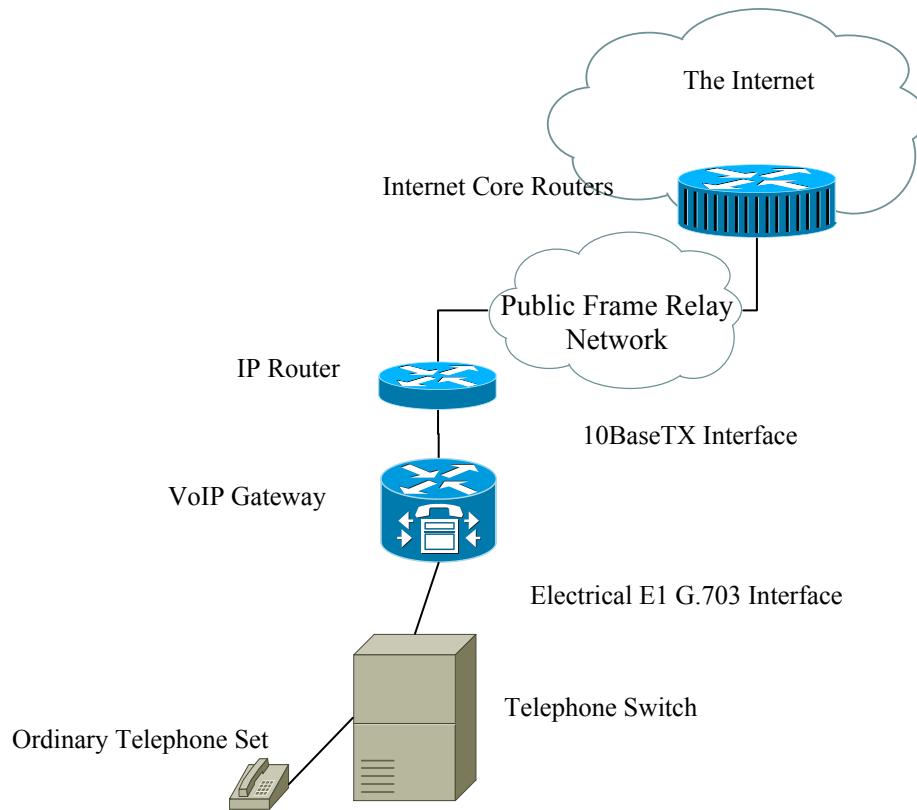 The Internet
Internet Core Routers
Public Frame Relay
Network
IP Router
10BaseTX Interface
VoIP Gateway
Electrical E1 G.703 Interface
Telephone Switch
Ordinary Telephone Set